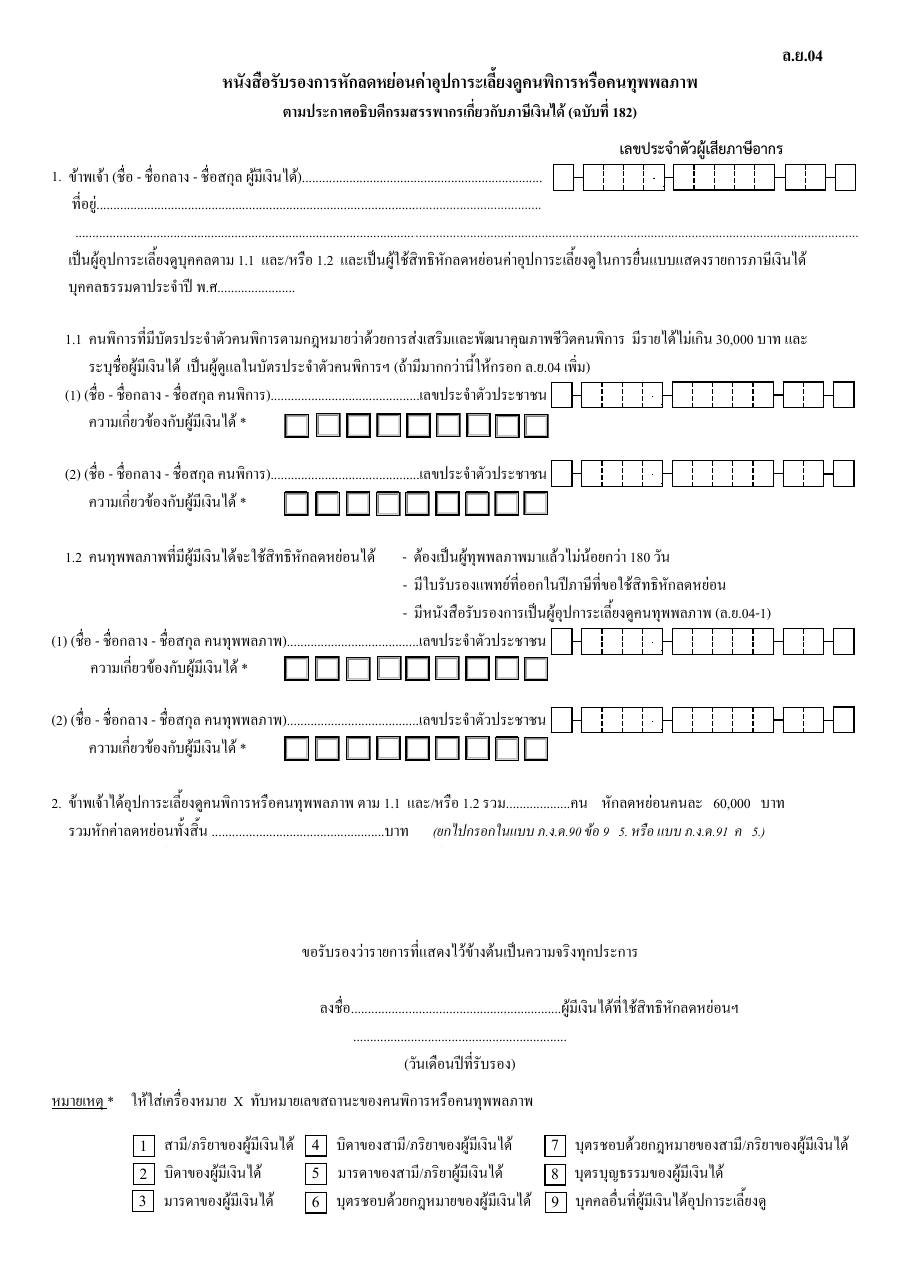 ล.ย.04
หนังสือรับรองการหักลดหย่อนค่าอุปการะเลี้ยงดูคนพิการหรือคนทุพพลภาพ
ตามประกาศอธิบดีกรมสรรพากรเกี่ยวกับภาษีเงินได้ (ฉบับที่ 182)
เลขประจำตัวผู้เสียภาษีอากร
1. ข้าพเจ้า (ชื่อ - ชื่อกลาง - ชื่อสกุล ผู้มีเงินได้).......................................................................
ที่อยู่...................................................................................................................................
.......................................................................................................................................................................................................................................
เป็นผู้อุปการะเลี้ยงดูบุคคลตาม 1.1 และ/หรือ 1.2 และเป็นผู้ใช้สิทธิหักลดหย่อนค่าอุปการะเลี้ยงดูในการยื่นแบบแสดงรายการภาษีเงินได้
บุคคลธรรมดาประจำปี พ.ศ.......................
1.1 คนพิการที่มีบัตรประจำตัวคนพิการตามกฎหมายว่าด้วยการส่งเสริมและพัฒนาคุณภาพชีวิตคนพิการ มีรายได้ไม่เกิน 30,000 บาท และ
ระบุชื่อผู้มีเงินได้ เป็นผู้ดูแลในบัตรประจำตัวคนพิการฯ (ถ้ามีมากกว่านี้ให้กรอก ล.ย.04 เพิ่ม)
(1) (ชื่อ - ชื่อกลาง - ชื่อสกุล คนพิการ)............................................เลขประจำตัวประชาชน
ความเกี่ยวข้องกับผู้มีเงินได้ *
(2) (ชื่อ - ชื่อกลาง - ชื่อสกุล คนพิการ)............................................เลขประจำตัวประชาชน
ความเกี่ยวข้องกับผู้มีเงินได้ *
1.2 คนทุพพลภาพที่มีผู้มีเงินได้จะใช้สิทธิหักลดหย่อนได้ - ต้องเป็นผู้ทุพพลภาพมาแล้วไม่น้อยกว่า 180 วัน
- มีใบรับรองแพทย์ที่ออกในปีภาษีที่ขอใช้สิทธิหักลดหย่อน
- มีหนังสือรับรองการเป็นผู้อุปการะเลี้ยงดูคนทุพพลภาพ (ล.ย.04-1)
(1) (ชื่อ - ชื่อกลาง - ชื่อสกุล คนทุพพลภาพ).......................................เลขประจำตัวประชาชน
ความเกี่ยวข้องกับผู้มีเงินได้ *
(2) (ชื่อ - ชื่อกลาง - ชื่อสกุล คนทุพพลภาพ).......................................เลขประจำตัวประชาชน
ความเกี่ยวข้องกับผู้มีเงินได้ *
2. ข้าพเจ้าได้อุปการะเลี้ยงดูคนพิการหรือคนทุพพลภาพ ตาม 1.1 และ/หรือ 1.2 รวม...................คน หักลดหย่อนคนละ 60,000 บาท
รวมหักค่าลดหย่อนทั้งสิ้น ...................................................บาท (ยกไปกรอกในแบบ ภ.ง.ด.90 ข้อ 9 5. หรือ แบบ ภ.ง.ด.91 ค 5.)
ขอรับรองว่ารายการที่แสดงไว้ข้างต้นเป็นความจริงทุกประการ
ลงชื่อ..............................................................ผู้มีเงินได้ที่ใช้สิทธิหักลดหย่อนฯ
...............................................................
(วันเดือนปีที่รับรอง)
หมายเหตุ * ให้ใส่เครื่องหมาย X ทับหมายเลขสถานะของคนพิการหรือคนทุพพลภาพ
1 สามี/ภริยาของผู้มีเงินได้ 4 บิดาของสามี/ภริยาของผู้มีเงินได้ 7 บุตรชอบด้วยกฎหมายของสามี/ภริยาของผู้มีเงินได้
2 บิดาของผู้มีเงินได้ 5 มารดาของสามี/ภริยาผู้มีเงินได้ 8 บุตรบุญธรรมของผู้มีเงินได้
3 มารดาของผู้มีเงินได้ 6 บุตรชอบด้วยกฎหมายของผู้มีเงินได้ 9 บุคคลอื่นที่ผู้มีเงินได้อุปการะเลี้ยงดู